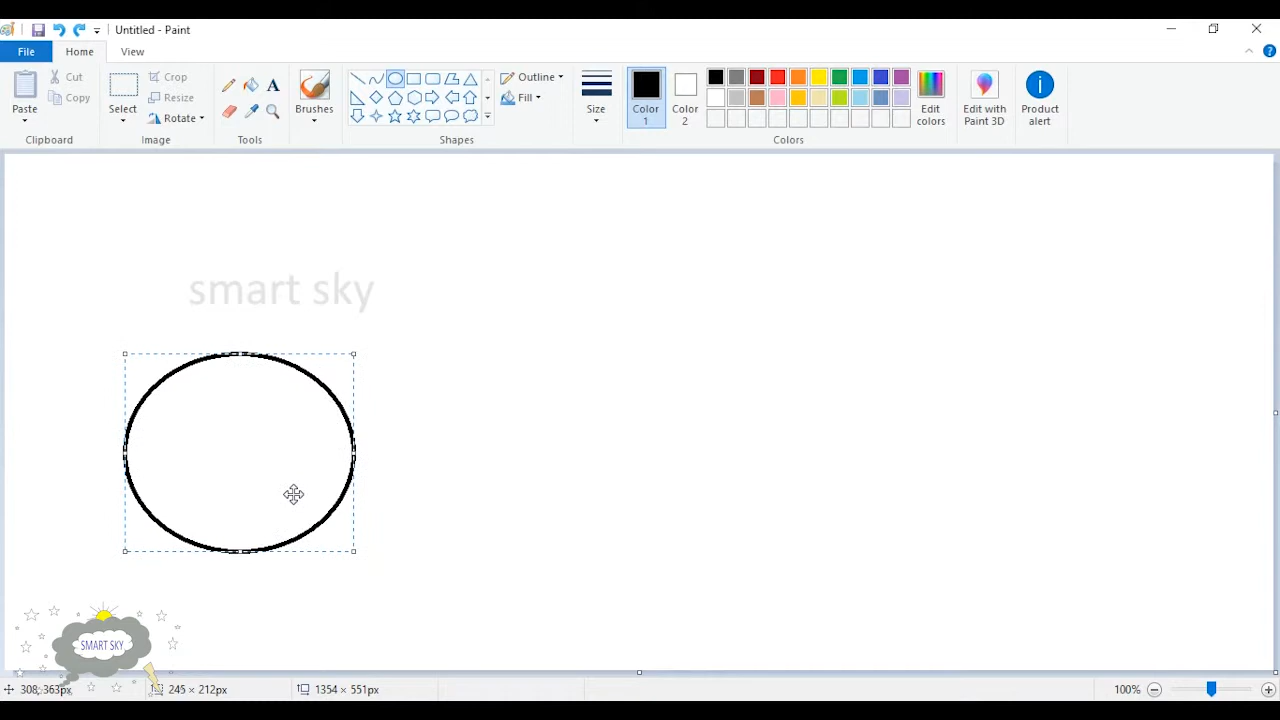 Untitled - Paint
File Home View
Paste
Cut
Copy
Clipboard
Select
Crop
Resize
Rotate
Image
A
Tools
Brushes
Outline
Fill
Shapes
Size
Color 1
Color 2
Edit colors
Colors
Edit with Paint 3D
Product alert
smart sky
SMART SKY
308, 363px
245 × 212px
1354 × 551px
100%